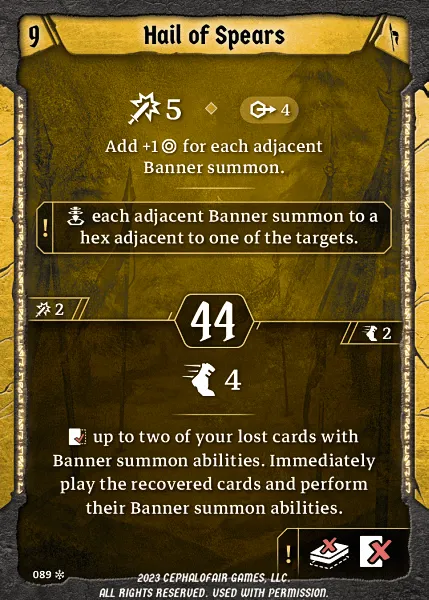 9 Hail of Spears
5 4
Add +1 for each adjacent
Banner summon.
! each adjacent Banner summon to a
hex adjacent to one of the targets.
2
44
2
4
up to two of your lost cards with
Banner summon abilities. Immediately
play the recovered cards and perform
their Banner summon abilities.
!
089
2023 CEPHALOFAIR GAMES, LLC.
ALL RIGHTS RESERVED. USED WITH PERMISSION.